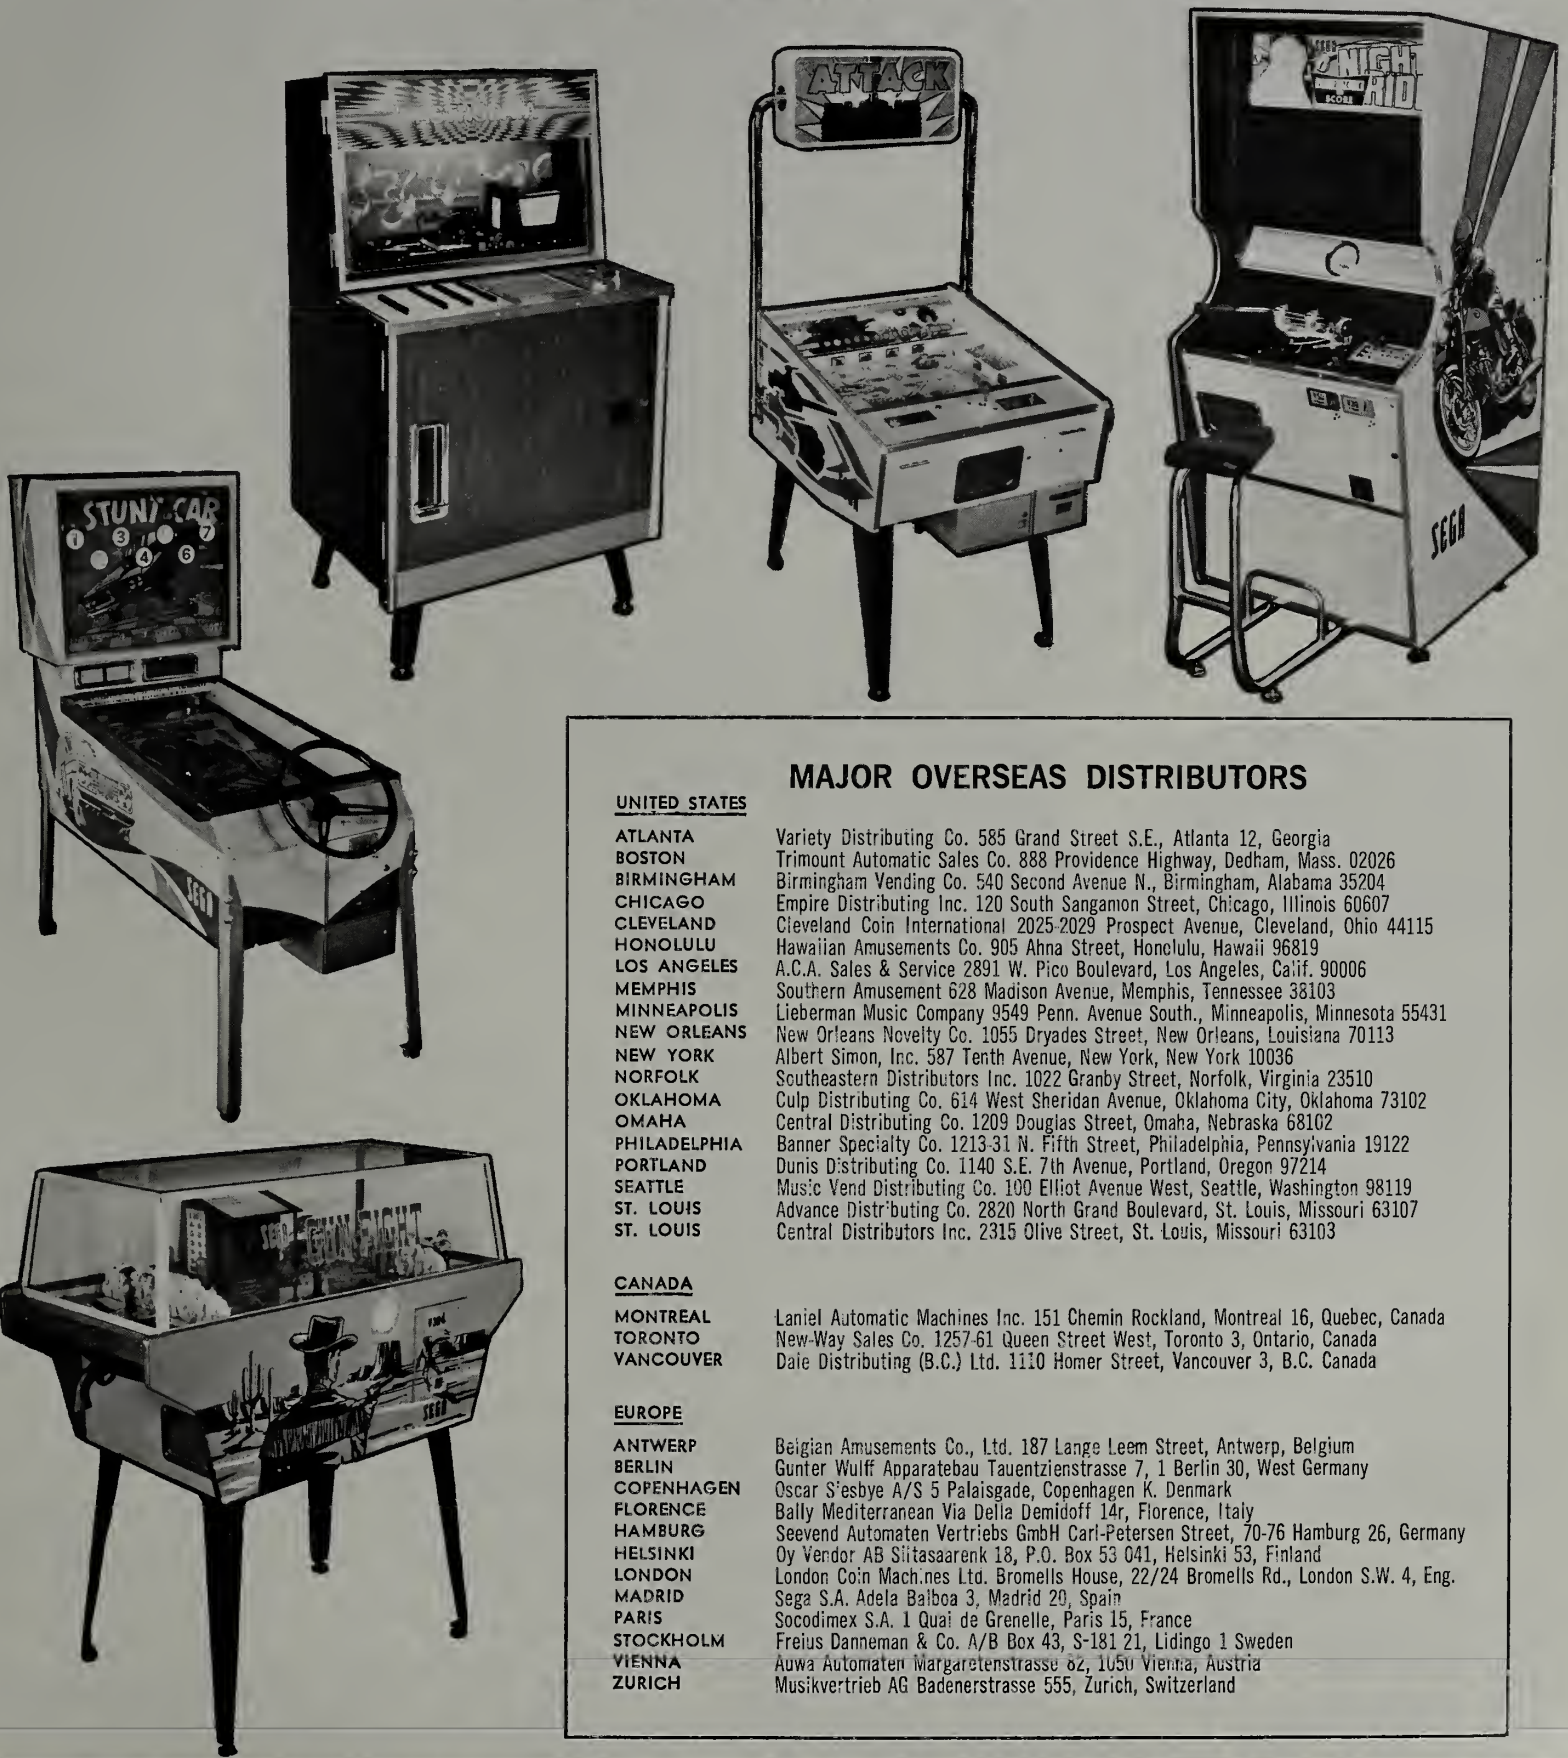 ATTACK
SEGA
NIGHT
RID
SCORE
SEGA
STUNT CAR
1 3 7
4 6
SEGA
SEGA GUN FIGHT
SEGA
MAJOR OVERSEAS DISTRIBUTORS
UNITED STATES
ATLANTA Variety Distributing Co. 585 Grand Street S.E., Atlanta 12, Georgia
BOSTON Trimount Automatic Sales Co. 888 Providence Highway, Dedham, Mass. 02026
BIRMINGHAM Birmingham Vending Co. 540 Second Avenue N., Birmingham, Alabama 35204
CHICAGO Empire Distributing Inc. 120 South Sangamon Street, Chicago, Illinois 60607
CLEVELAND Cleveland Coin International 2025-2029 Prospect Avenue, Cleveland, Ohio 44115
HONOLULU Hawaiian Amusements Co. 905 Ahna Street, Honolulu, Hawaii 96819
LOS ANGELES A.C.A. Sales & Service 2891 W. Pico Boulevard, Los Angeles, Calif. 90006
MEMPHIS Southern Amusement 628 Madison Avenue, Memphis, Tennessee 38103
MINNEAPOLIS Lieberman Music Company 9549 Penn. Avenue South., Minneapolis, Minnesota 55431
NEW ORLEANS New Orleans Novelty Co. 1055 Dryades Street, New Orleans, Louisiana 70113
NEW YORK Albert Simon, Inc. 587 Tenth Avenue, New York, New York 10036
NORFOLK Southeastern Distributors Inc. 1022 Granby Street, Norfolk, Virginia 23510
OKLAHOMA Culp Distributing Co. 614 West Sheridan Avenue, Oklahoma City, Oklahoma 73102
OMAHA Central Distributing Co. 1209 Douglas Street, Omaha, Nebraska 68102
PHILADELPHIA Banner Specialty Co. 1213-31 N. Fifth Street, Philadelphia, Pennsylvania 19122
PORTLAND Dunis Distributing Co. 1140 S.E. 7th Avenue, Portland, Oregon 97214
SEATTLE Music Vend Distributing Co. 100 Elliot Avenue West, Seattle, Washington 98119
ST. LOUIS Advance Distributing Co. 2820 North Grand Boulevard, St. Louis, Missouri 63107
ST. LOUIS Central Distributors Inc. 2315 Olive Street, St. Louis, Missouri 63103
CANADA
MONTREAL Laniel Automatic Machines Inc. 151 Chemin Rockland, Montreal 16, Quebec, Canada
TORONTO New-Way Sales Co. 1257-61 Queen Street West, Toronto 3, Ontario, Canada
VANCOUVER Dale Distributing (B.C.) Ltd. 1110 Homer Street, Vancouver 3, B.C. Canada
EUROPE
ANTWERP Belgian Amusements Co., Ltd. 187 Lange Leem Street, Antwerp, Belgium
BERLIN Gunter Wulff Apparatebau Tauentzienstrasse 7, 1 Berlin 30, West Germany
COPENHAGEN Oscar Siesbye A/S 5 Palaisgade, Copenhagen K. Denmark
FLORENCE Bally Mediterranean Via Della Demidoff 14r, Florence, Italy
HAMBURG Seevend Automaten Vertriebs GmbH Carl-Petersen Street, 70-76 Hamburg 26, Germany
HELSINKI Oy Vendor AB Siitasaarenk 18, P.O. Box 53 041, Helsinki 53, Finland
LONDON London Coin Machines Ltd. Bromells House, 22/24 Bromells Rd., London S.W. 4, Eng.
MADRID Sega S.A. Adela Balboa 3, Madrid 20, Spain
PARIS Socodimex S.A. 1 Quai de Grenelle, Paris 15, France
STOCKHOLM Freius Danneman & Co. A/B Box 43, S-181 21, Lidingo 1 Sweden
VIENNA Auwa Automaten Margaretenstrasse 82, 1050 Vienna, Austria
ZURICH Musikvertrieb AG Badenerstrasse 555, Zurich, Switzerland